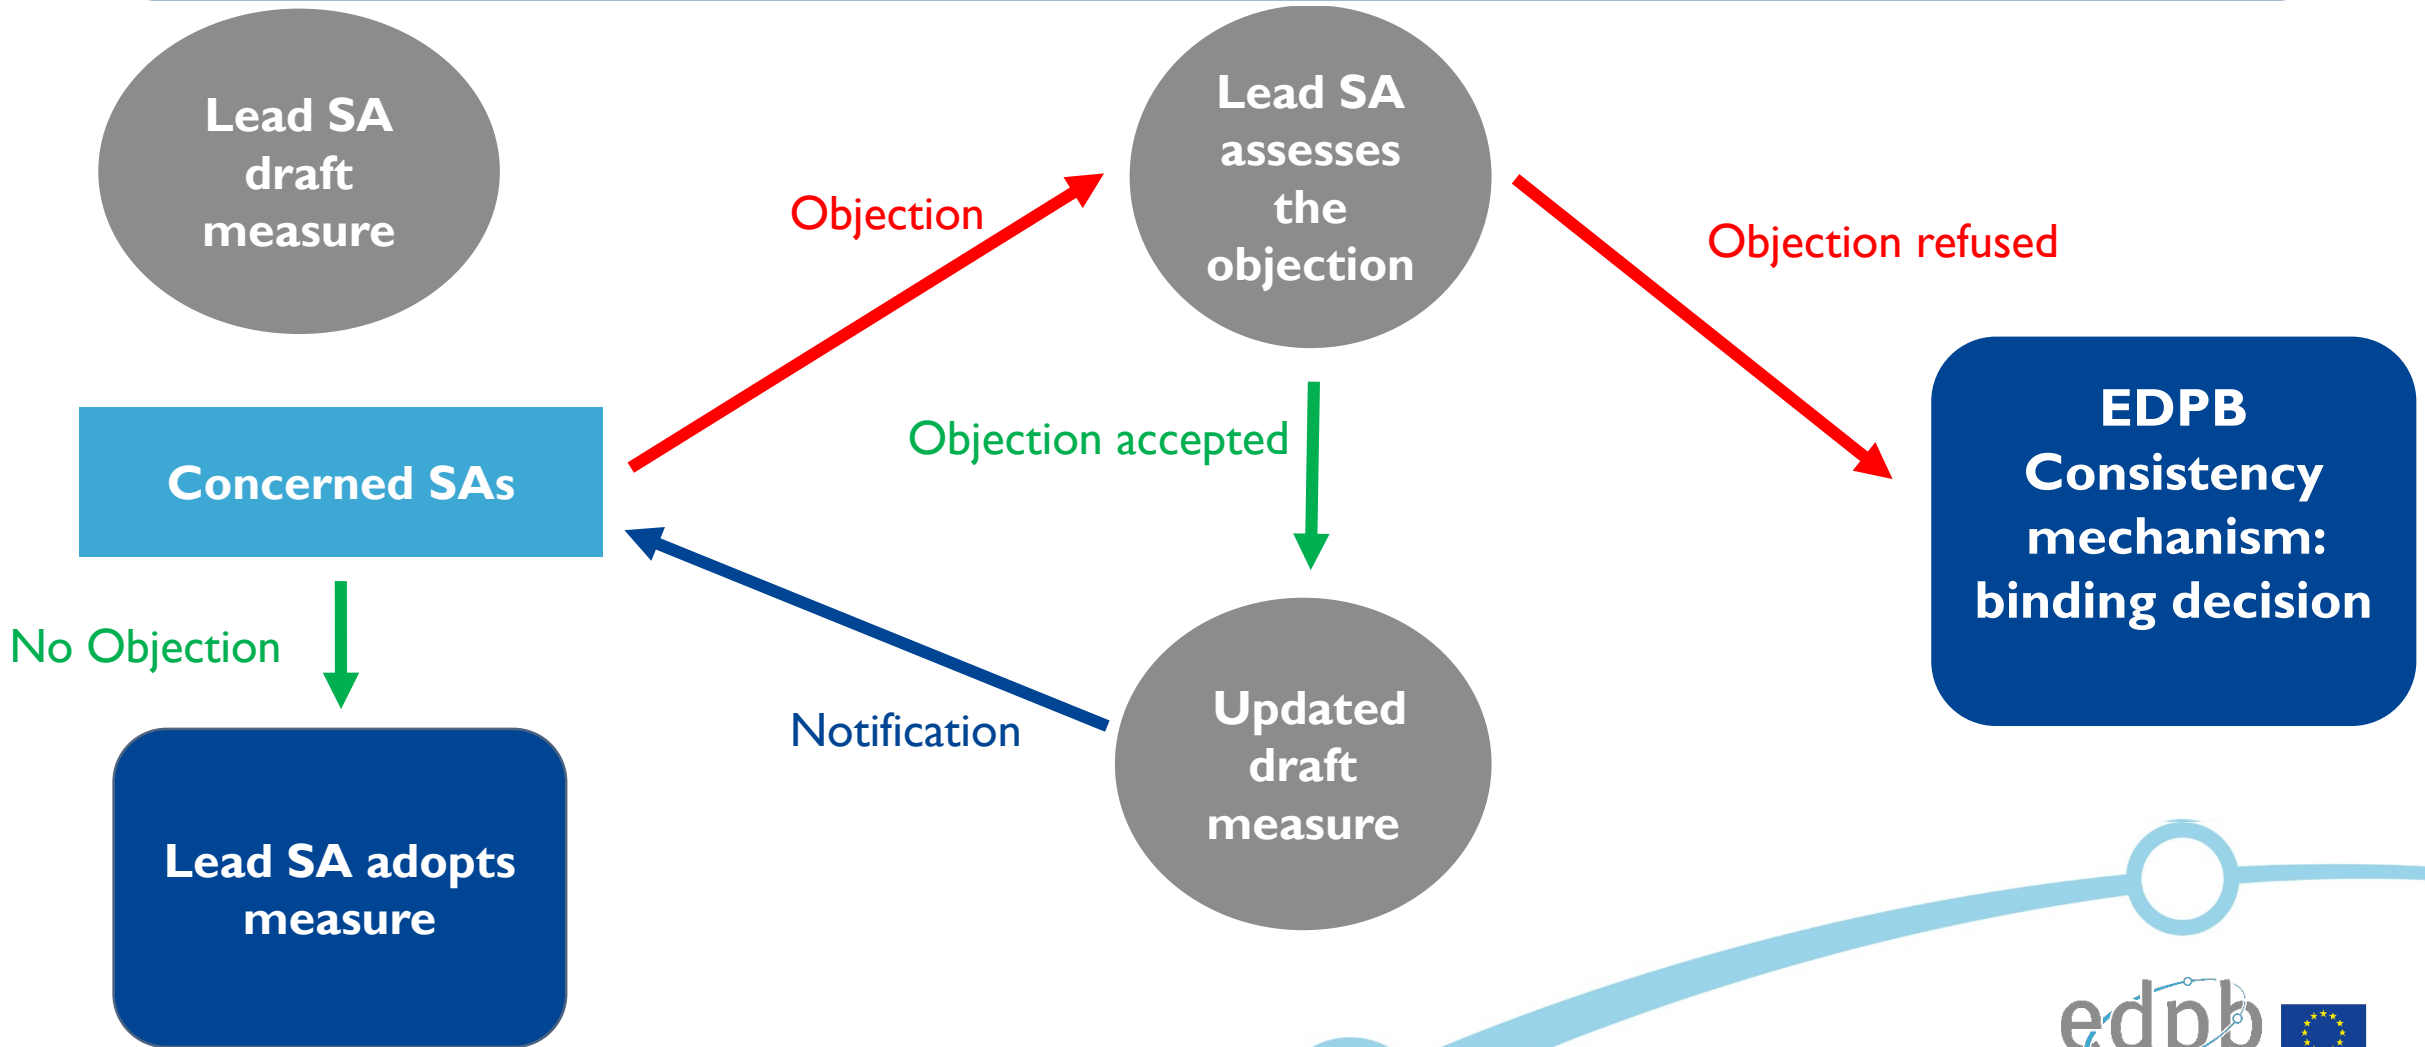 Lead SA
draft
measure
Lead SA
assesses
the
objection
Objection
Objection refused
EDPB
Consistency
mechanism:
binding decision
Objection accepted
Concerned SAs
No Objection
Notification
Updated
draft
measure
Lead SA adopts
measure
edpb